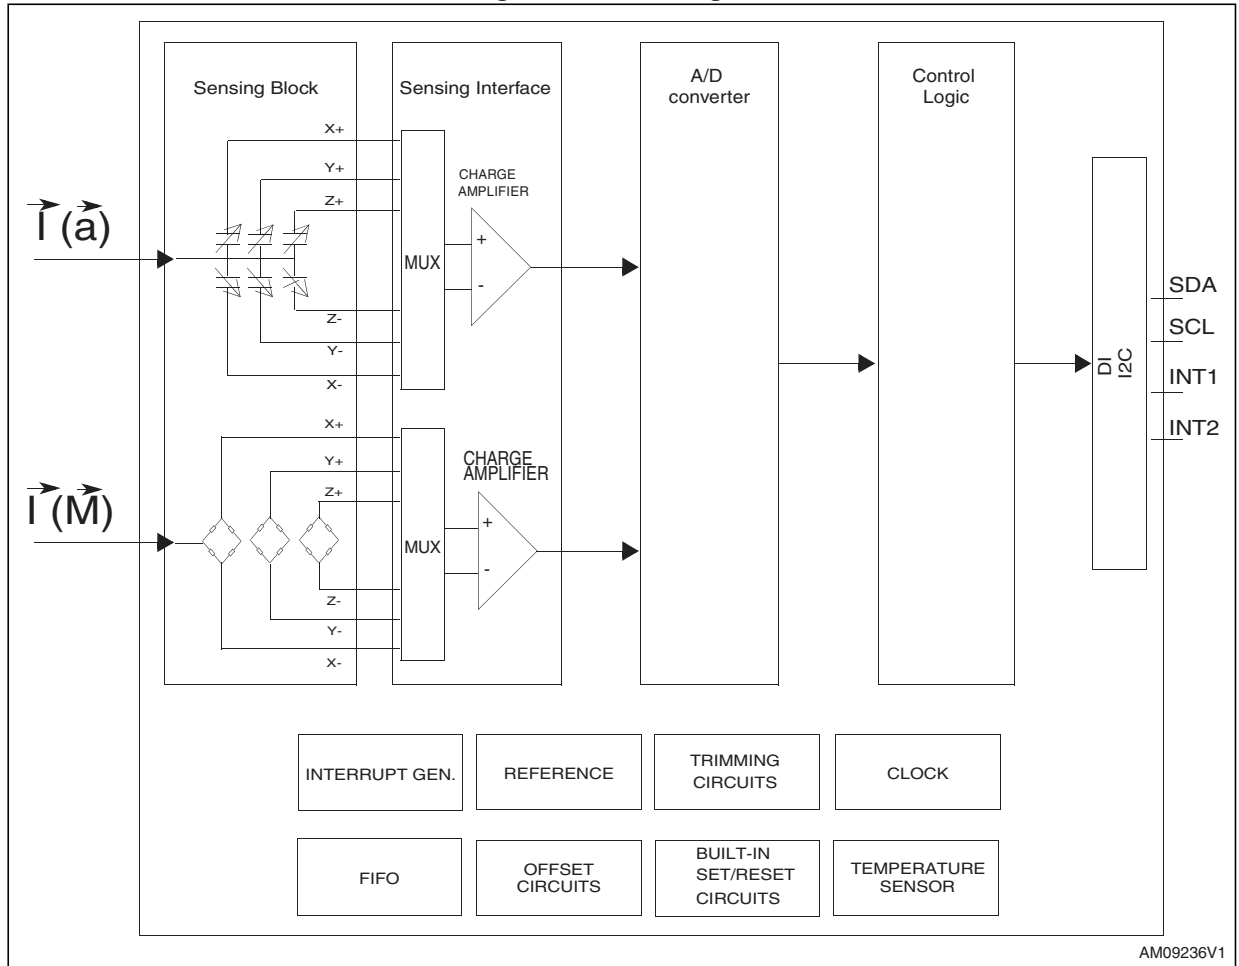 Sensing Block
Sensing Interface
A/D
converter
Control
Logic
X+
Y+
Z+
I (a)
CHARGE
AMPLIFIER
+
-
MUX
Z-
Y-
X-
DI
I2C
SDA
SCL
INT1
INT2
X+
Y+
Z+
I (M)
CHARGE
AMPLIFIER
+
-
MUX
Z-
Y-
X-
INTERRUPT GEN.
REFERENCE
TRIMMING
CIRCUITS
CLOCK
FIFO
OFFSET
CIRCUITS
BUILT-IN
SET/RESET
CIRCUITS
TEMPERATURE
SENSOR
AM09236V1